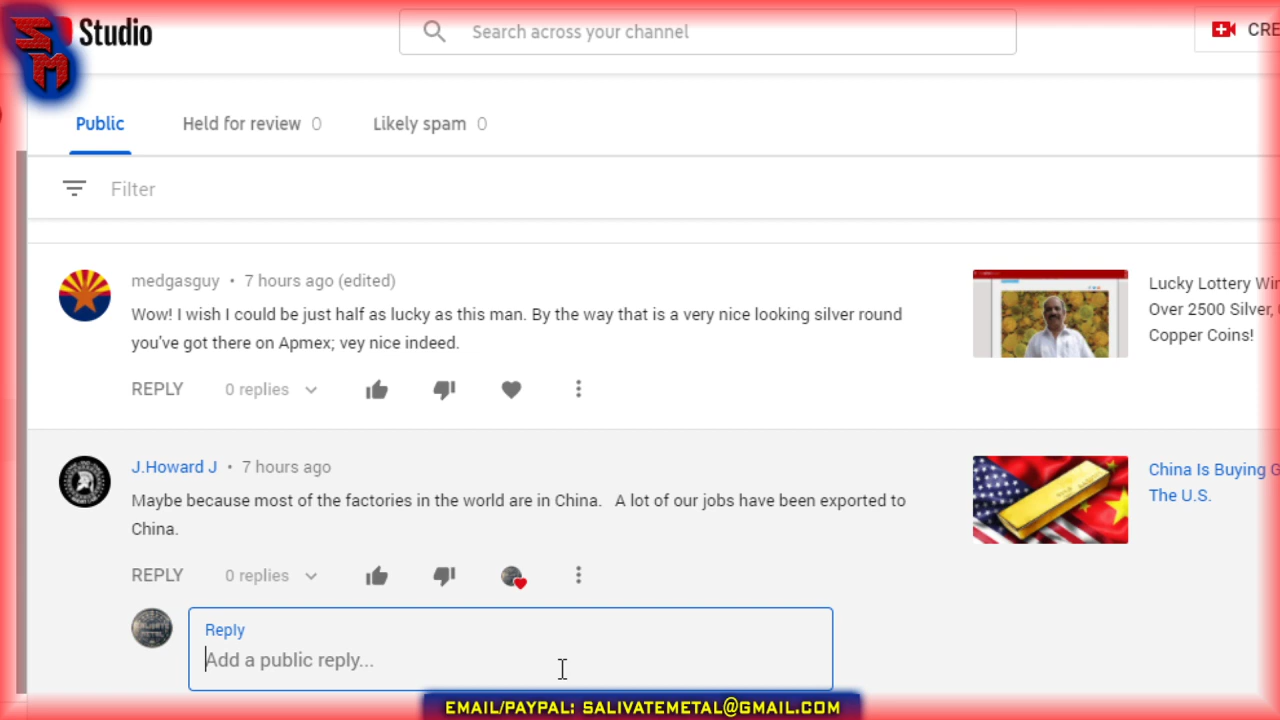 SM
Studio
Search across your channel
CRE
Public
Held for review 0
Likely spam 0
Filter
medgasguy • 7 hours ago (edited)
Wow! I wish I could be just half as lucky as this man. By the way that is a very nice looking silver round
you've got there on Apmex; vey nice indeed.
REPLY
0 replies
Lucky Lottery Win
Over 2500 Silver,
Copper Coins!
J.Howard J • 7 hours ago
Maybe because most of the factories in the world are in China. A lot of our jobs have been exported to
China.
REPLY
0 replies
China Is Buying G
The U.S.
Reply
Add a public reply...
EMAIL/PAYPAL: SALIVATEMETAL@GMAIL.COM